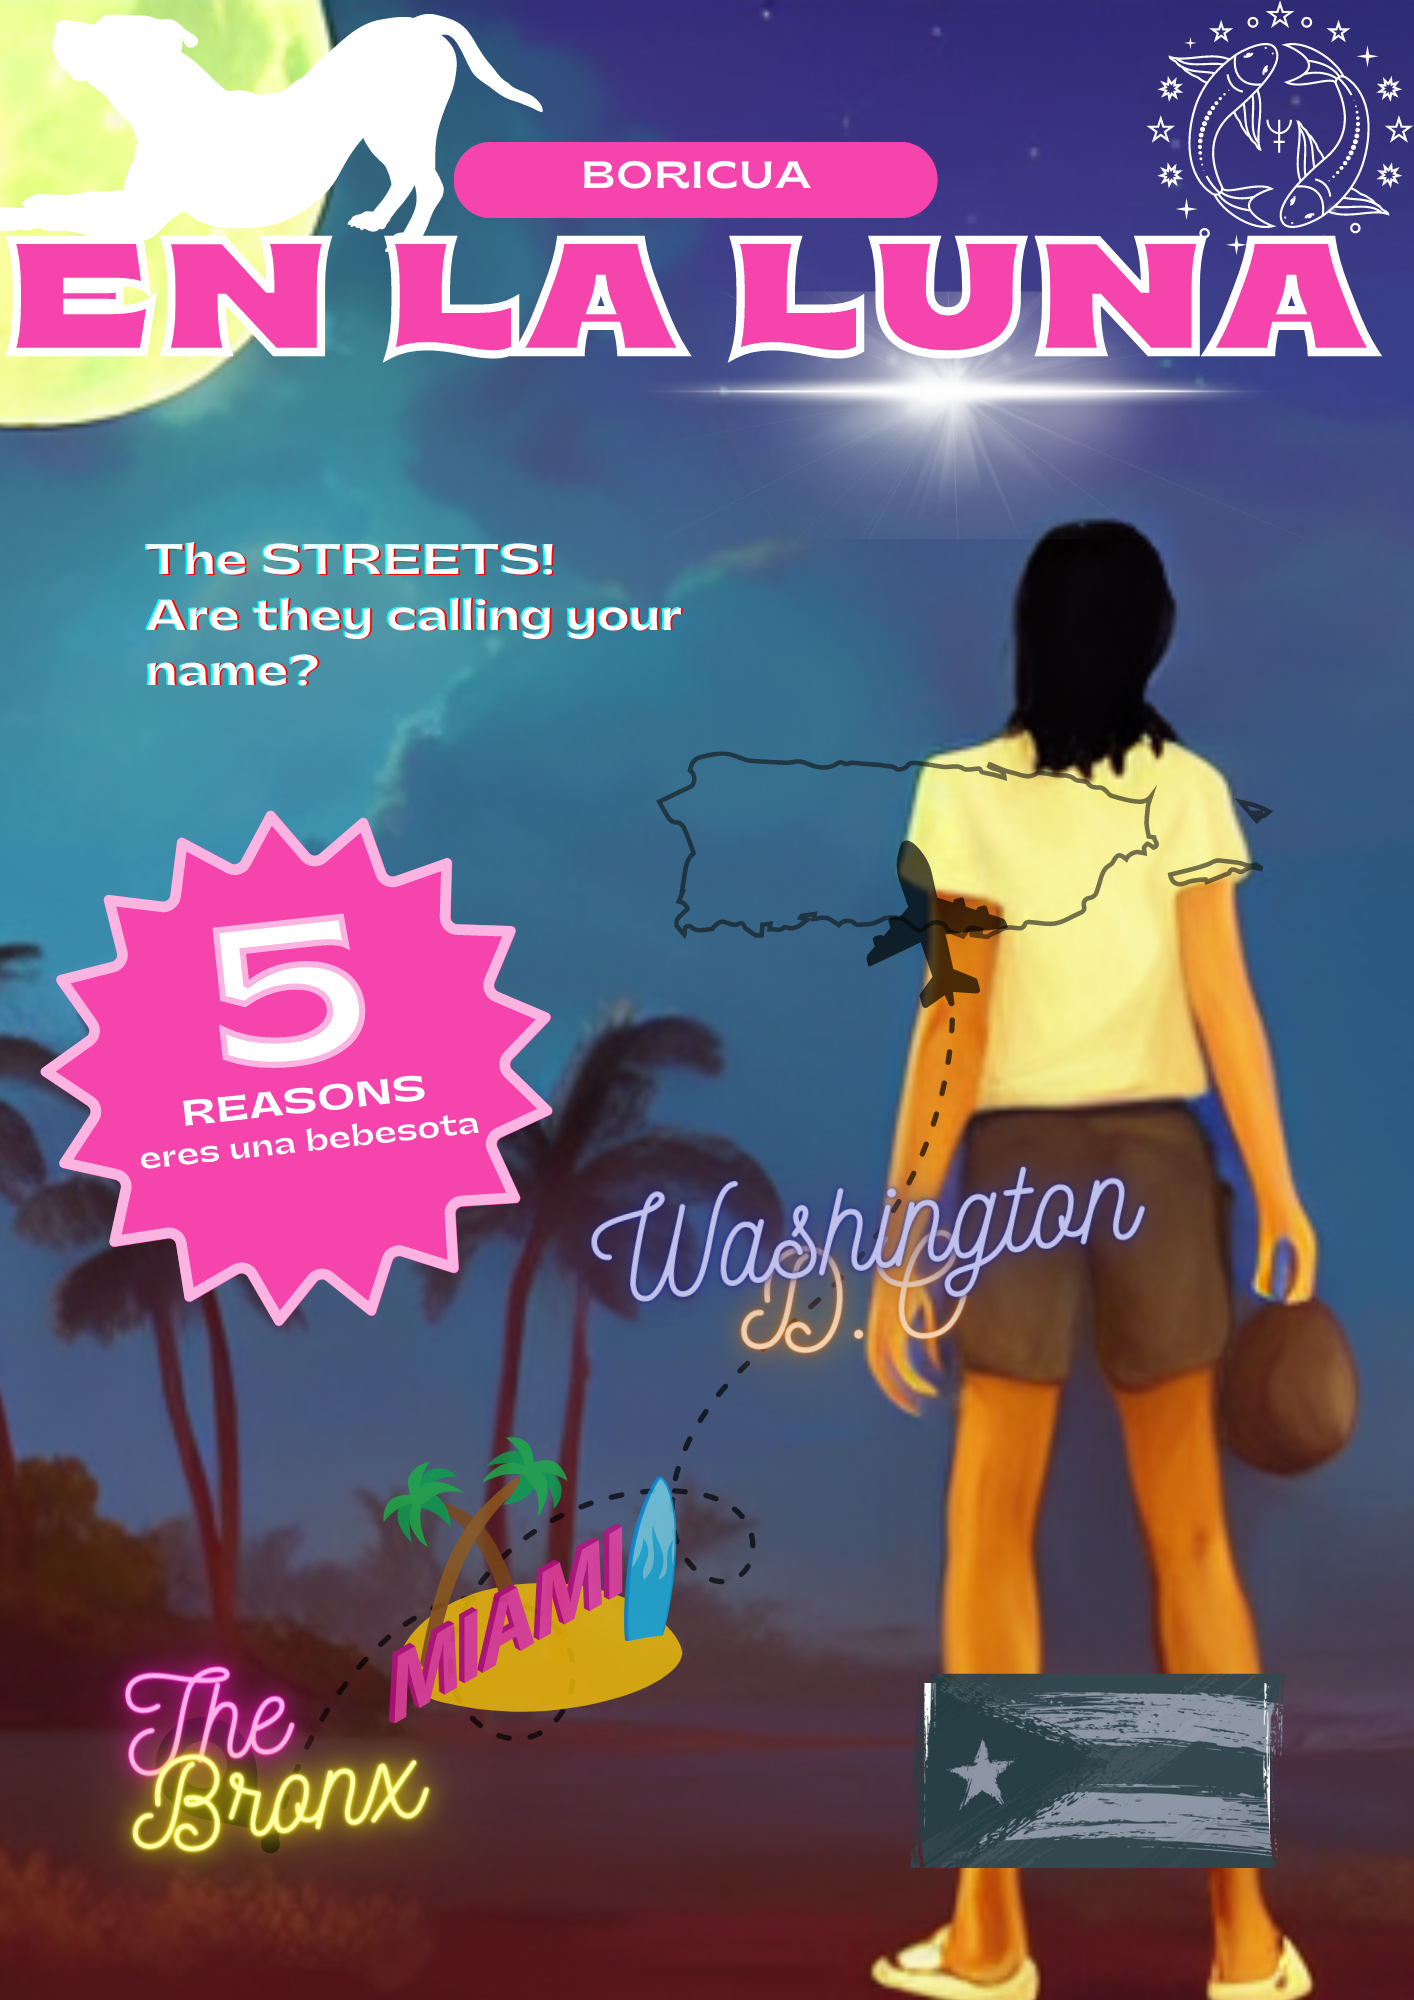 BORICUA
EN LA LUNA
The STREETS!
Are they calling your
name?
5
REASONS
eres una bebesota
Washington
D.C
MIAMI
The
Bronx